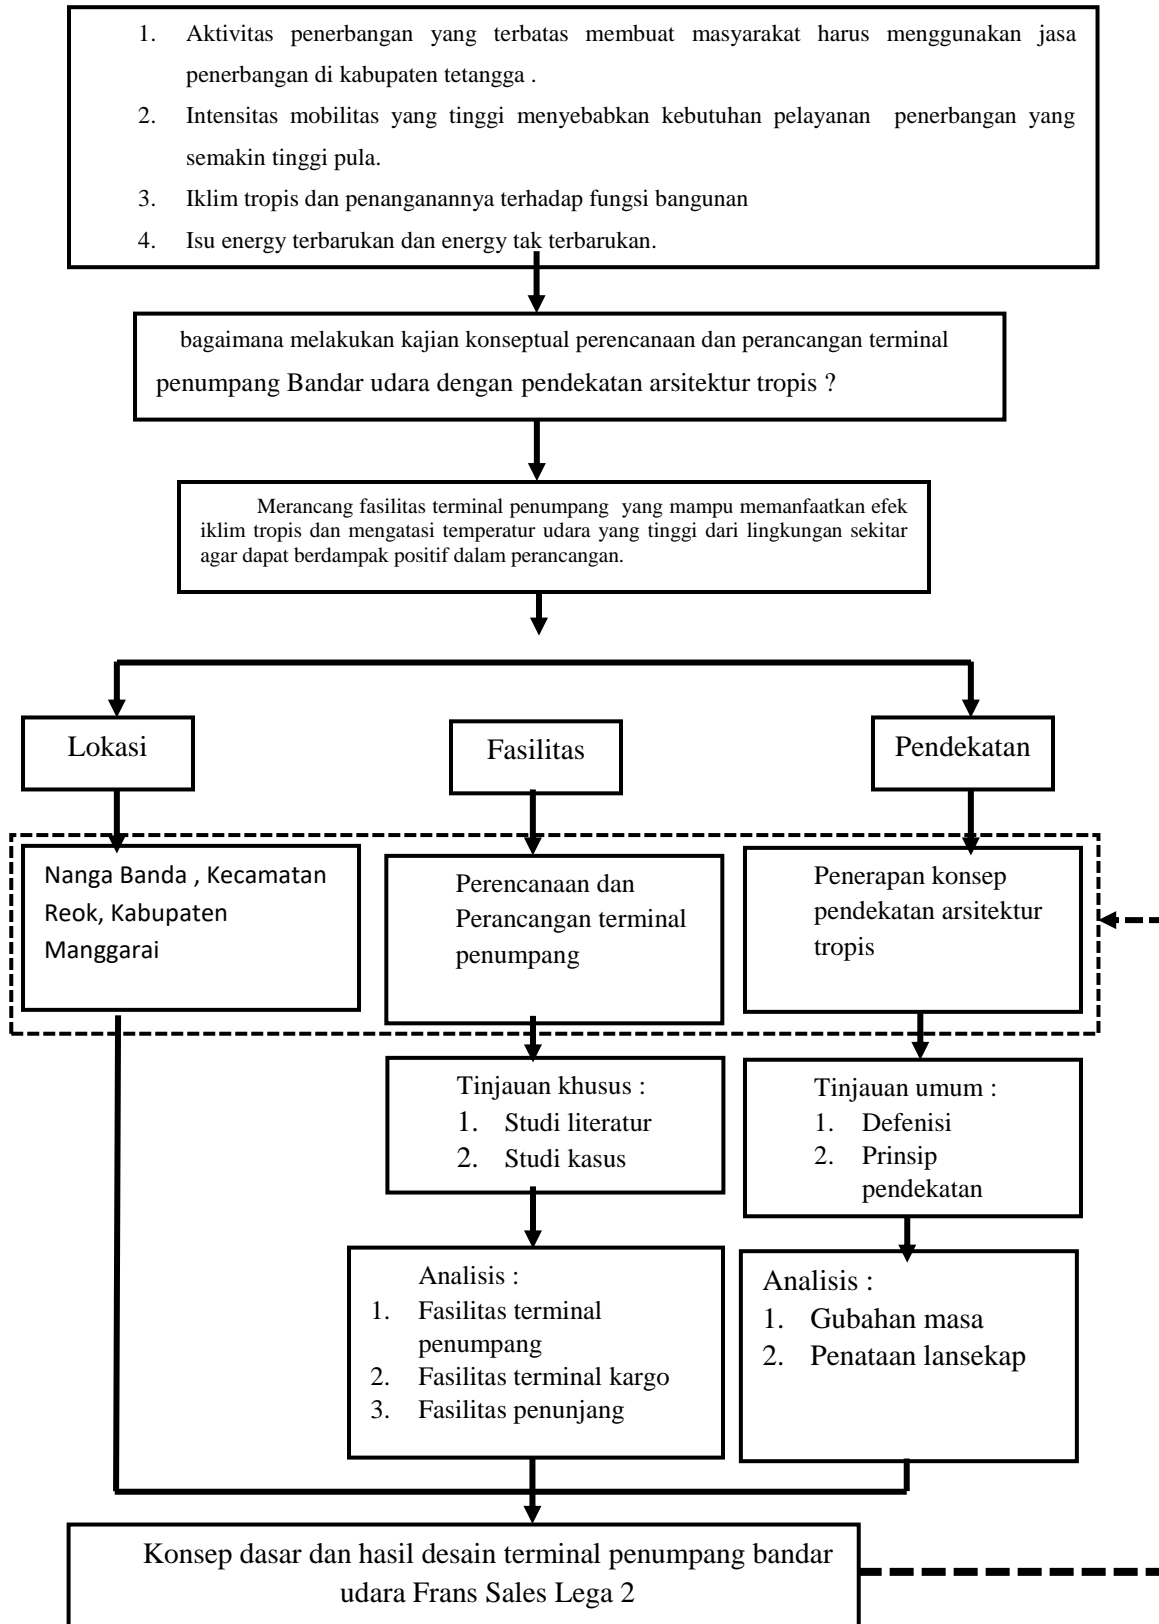 1. Aktivitas penerbangan yang terbatas membuat masyarakat harus menggunakan jasa
penerbangan di kabupaten tetangga .
2. Intensitas mobilitas yang tinggi menyebabkan kebutuhan pelayanan penerbangan yang
semakin tinggi pula.
3. Iklim tropis dan penanganannya terhadap fungsi bangunan
4. Isu energy terbarukan dan energy tak terbarukan.
bagaimana melakukan kajian konseptual perencanaan dan perancangan terminal
penumpang Bandar udara dengan pendekatan arsitektur tropis ?
Merancang fasilitas terminal penumpang yang mampu memanfaatkan efek
iklim tropis dan mengatasi temperatur udara yang tinggi dari lingkungan sekitar
agar dapat berdampak positif dalam perancangan.
Lokasi
Fasilitas
Pendekatan
Nanga Banda , Kecamatan
Reok, Kabupaten
Manggarai
Perencanaan dan
Perancangan terminal
penumpang
Penerapan konsep
pendekatan arsitektur
tropis
Tinjauan khusus :
1. Studi literatur
2. Studi kasus
Tinjauan umum :
1. Defenisi
2. Prinsip
pendekatan
Analisis :
1. Fasilitas terminal
penumpang
2. Fasilitas terminal kargo
3. Fasilitas penunjang
Analisis :
1. Gubahan masa
2. Penataan lansekap
Konsep dasar dan hasil desain terminal penumpang bandar
udara Frans Sales Lega 2